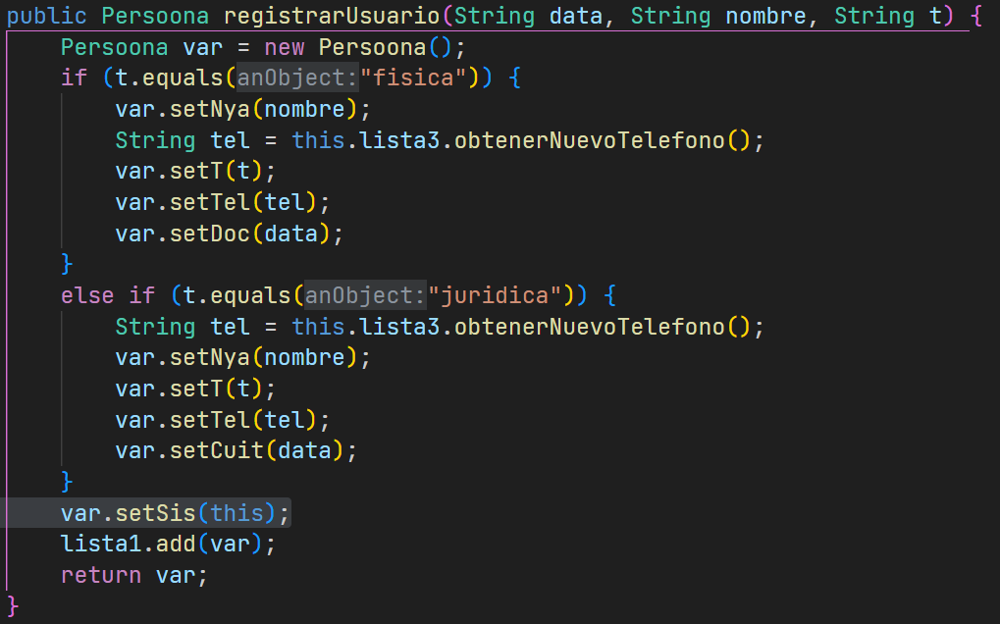 public Persoona registrarUsuario(String data, String nombre, String t) {
    Persoona var = new Persoona();
    if (t.equals(anObject:"fisica")) {
        var.setNya(nombre);
        String tel = this.lista3.obtenerNuevoTelefono();
        var.setT(t);
        var.setTel(tel);
        var.setDoc(data);
    }
    else if (t.equals(anObject:"juridica")) {
        String tel = this.lista3.obtenerNuevoTelefono();
        var.setNya(nombre);
        var.setT(t);
        var.setTel(tel);
        var.setCuit(data);
    }
    var.setSis(this);
    lista1.add(var);
    return var;
}